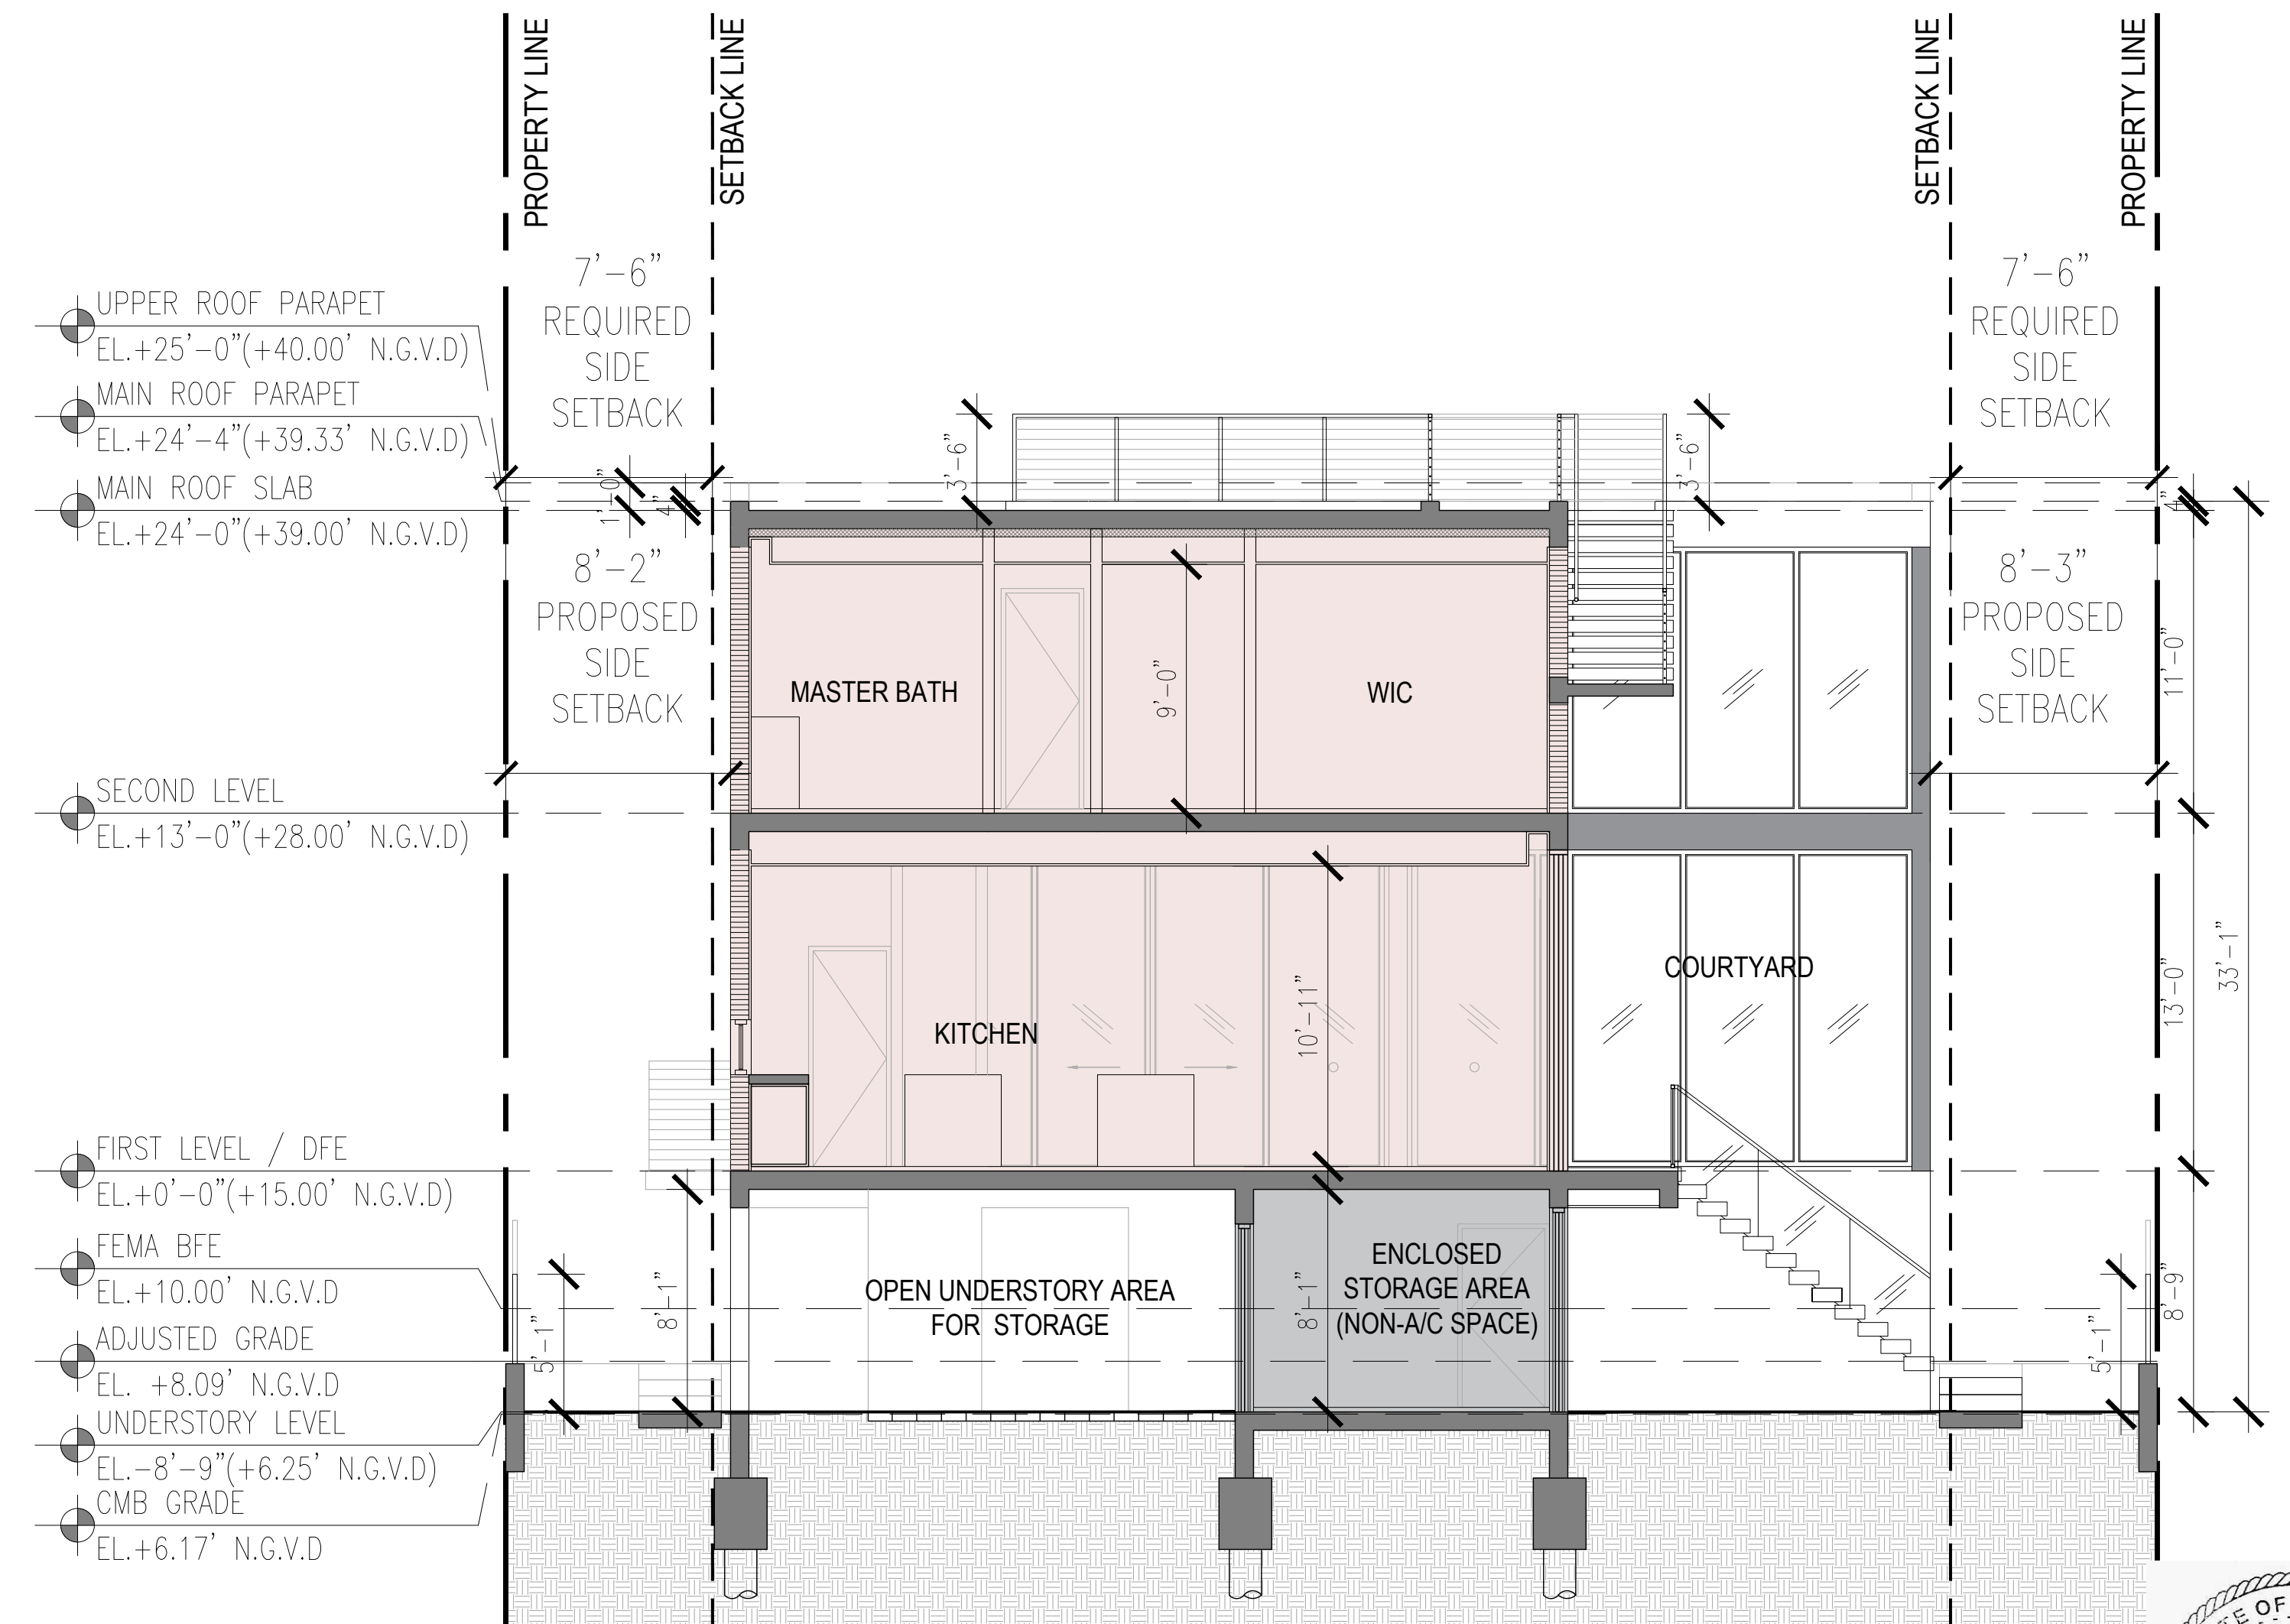 PROPERTY LINE
SETBACK LINE
SETBACK LINE
PROPERTY LINE
7'-6"
REQUIRED
SIDE
SETBACK
7'-6"
REQUIRED
SIDE
SETBACK
UPPER ROOF PARAPET
EL.+25'-0"(+40.00' N.G.V.D)
MAIN ROOF PARAPET
EL.+24'-4"(+39.33' N.G.V.D)
MAIN ROOF SLAB
EL.+24'-0"(+39.00' N.G.V.D)
1'-0"
4"
3'-6"
3'-6"
4"
8'-2"
PROPOSED
SIDE
SETBACK
8'-3"
PROPOSED
SIDE
SETBACK
MASTER BATH
9'-0"
WIC
11'-0"
SECOND LEVEL
EL.+13'-0"(+28.00' N.G.V.D)
KITCHEN
10'-11"
COURTYARD
13'-0"
33'-1"
FIRST LEVEL / DFE
EL.+0'-0"(+15.00' N.G.V.D)
FEMA BFE
EL.+10.00' N.G.V.D
ADJUSTED GRADE
EL. +8.09' N.G.V.D
UNDERSTORY LEVEL
EL.-8'-9"(+6.25' N.G.V.D)
CMB GRADE
EL.+6.17' N.G.V.D
5'-1"
8'-1"
OPEN UNDERSTORY AREA
FOR STORAGE
8'-1"
ENCLOSED
STORAGE AREA
(NON-A/C SPACE)
5'-1"
8'-9"
OF